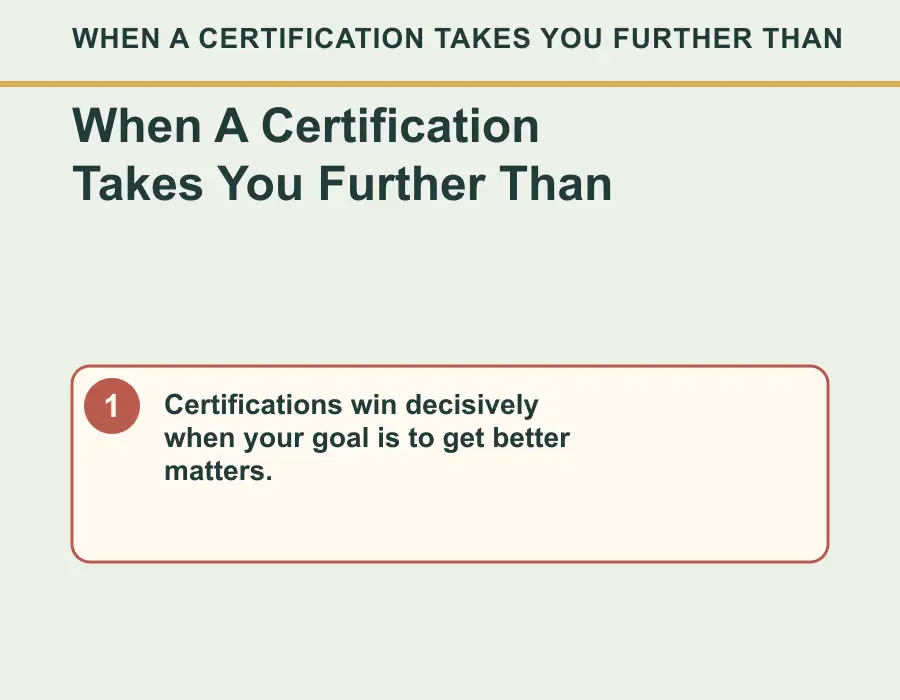 WHEN A CERTIFICATION TAKES YOU FURTHER THAN
When A Certification
Takes You Further Than
1
Certifications win decisively
when your goal is to get better
matters.